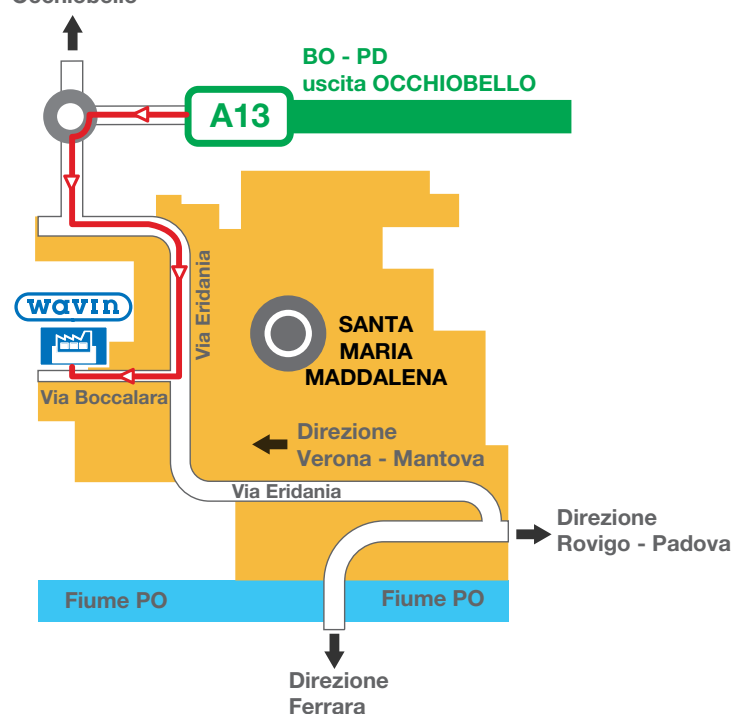 Occhiobello
BO - PD
uscita OCCHIOBELLO
A13
Via Eridania
wavin
SANTA
MARIA
MADDALENA
Via Boccalara
Direzione
Verona - Mantova
Via Eridania
Direzione
Rovigo - Padova
Fiume PO
Fiume PO
Direzione
Ferrara